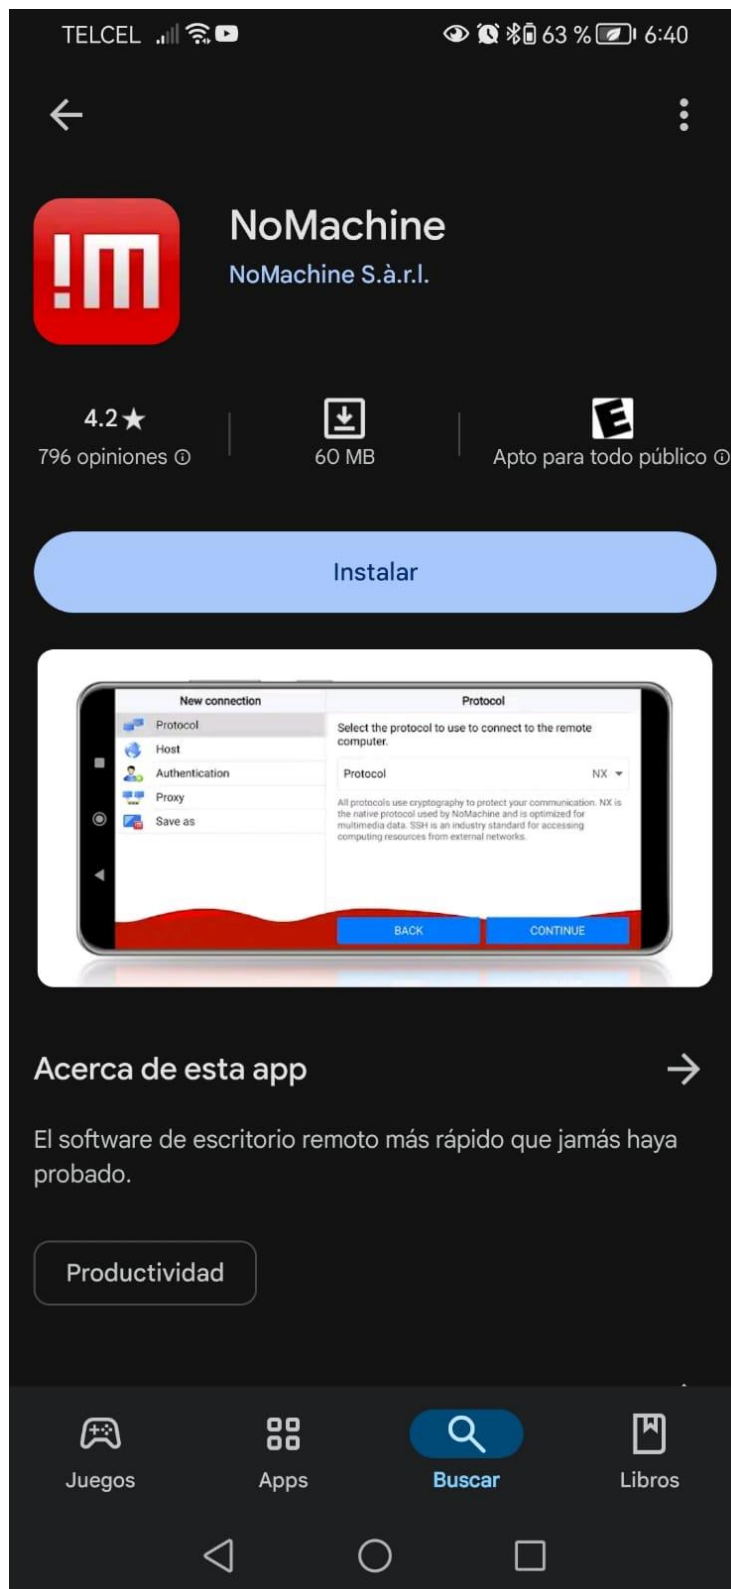 TELCEL 63 % 6:40
!M
NoMachine
NoMachine S.à.r.l.
4.2★
796 opiniones
60 MB
E
Apto para todo público
Instalar
New connection
Protocol
Host
Authentication
Proxy
Save as
Protocol
Select the protocol to use to connect to the remote
computer.
Protocol NX
All protocols use cryptography to protect your communication. NX is
the native protocol used by NoMachine and is optimized for
multimedia data. SSH is an industry standard for accessing
computing resources from external networks.
BACK CONTINUE
Acerca de esta app
El software de escritorio remoto más rápido que jamás haya
probado.
Productividad
Juegos Apps Buscar Libros